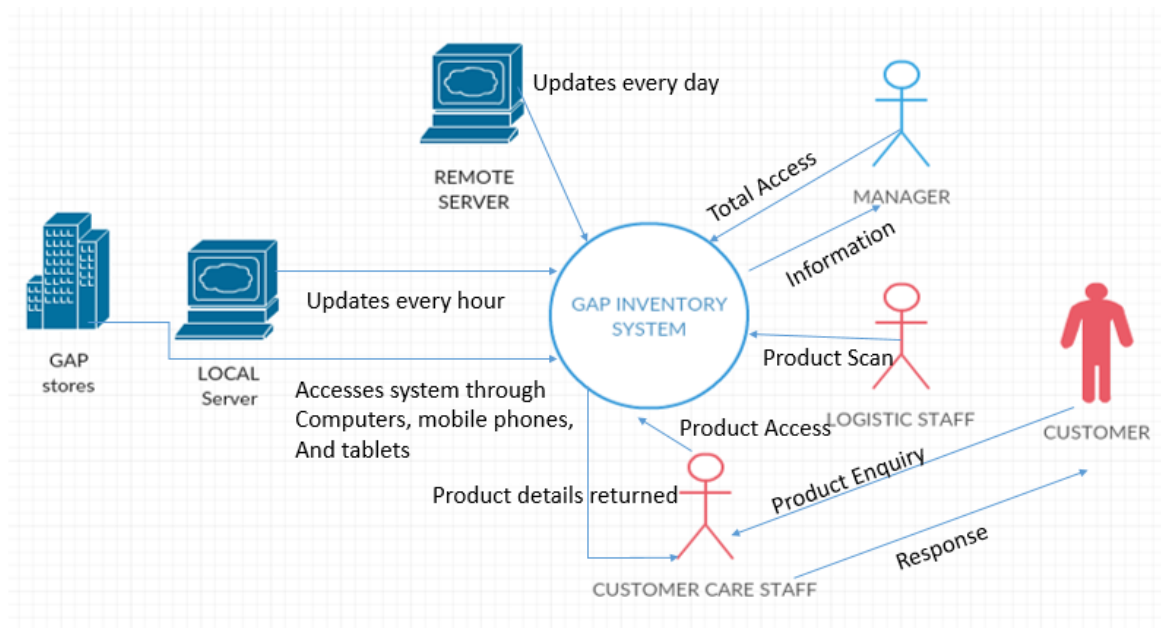 Updates every day
REMOTE
SERVER
MANAGER
Total Access
Information
GAP
stores
LOCAL
Server
Updates every hour
GAP INVENTORY
SYSTEM
Accesses system through
Computers, mobile phones,
And tablets
Product Scan
LOGISTIC STAFF
CUSTOMER
Product Access
Product details returned
Product Enquiry
Response
CUSTOMER CARE STAFF